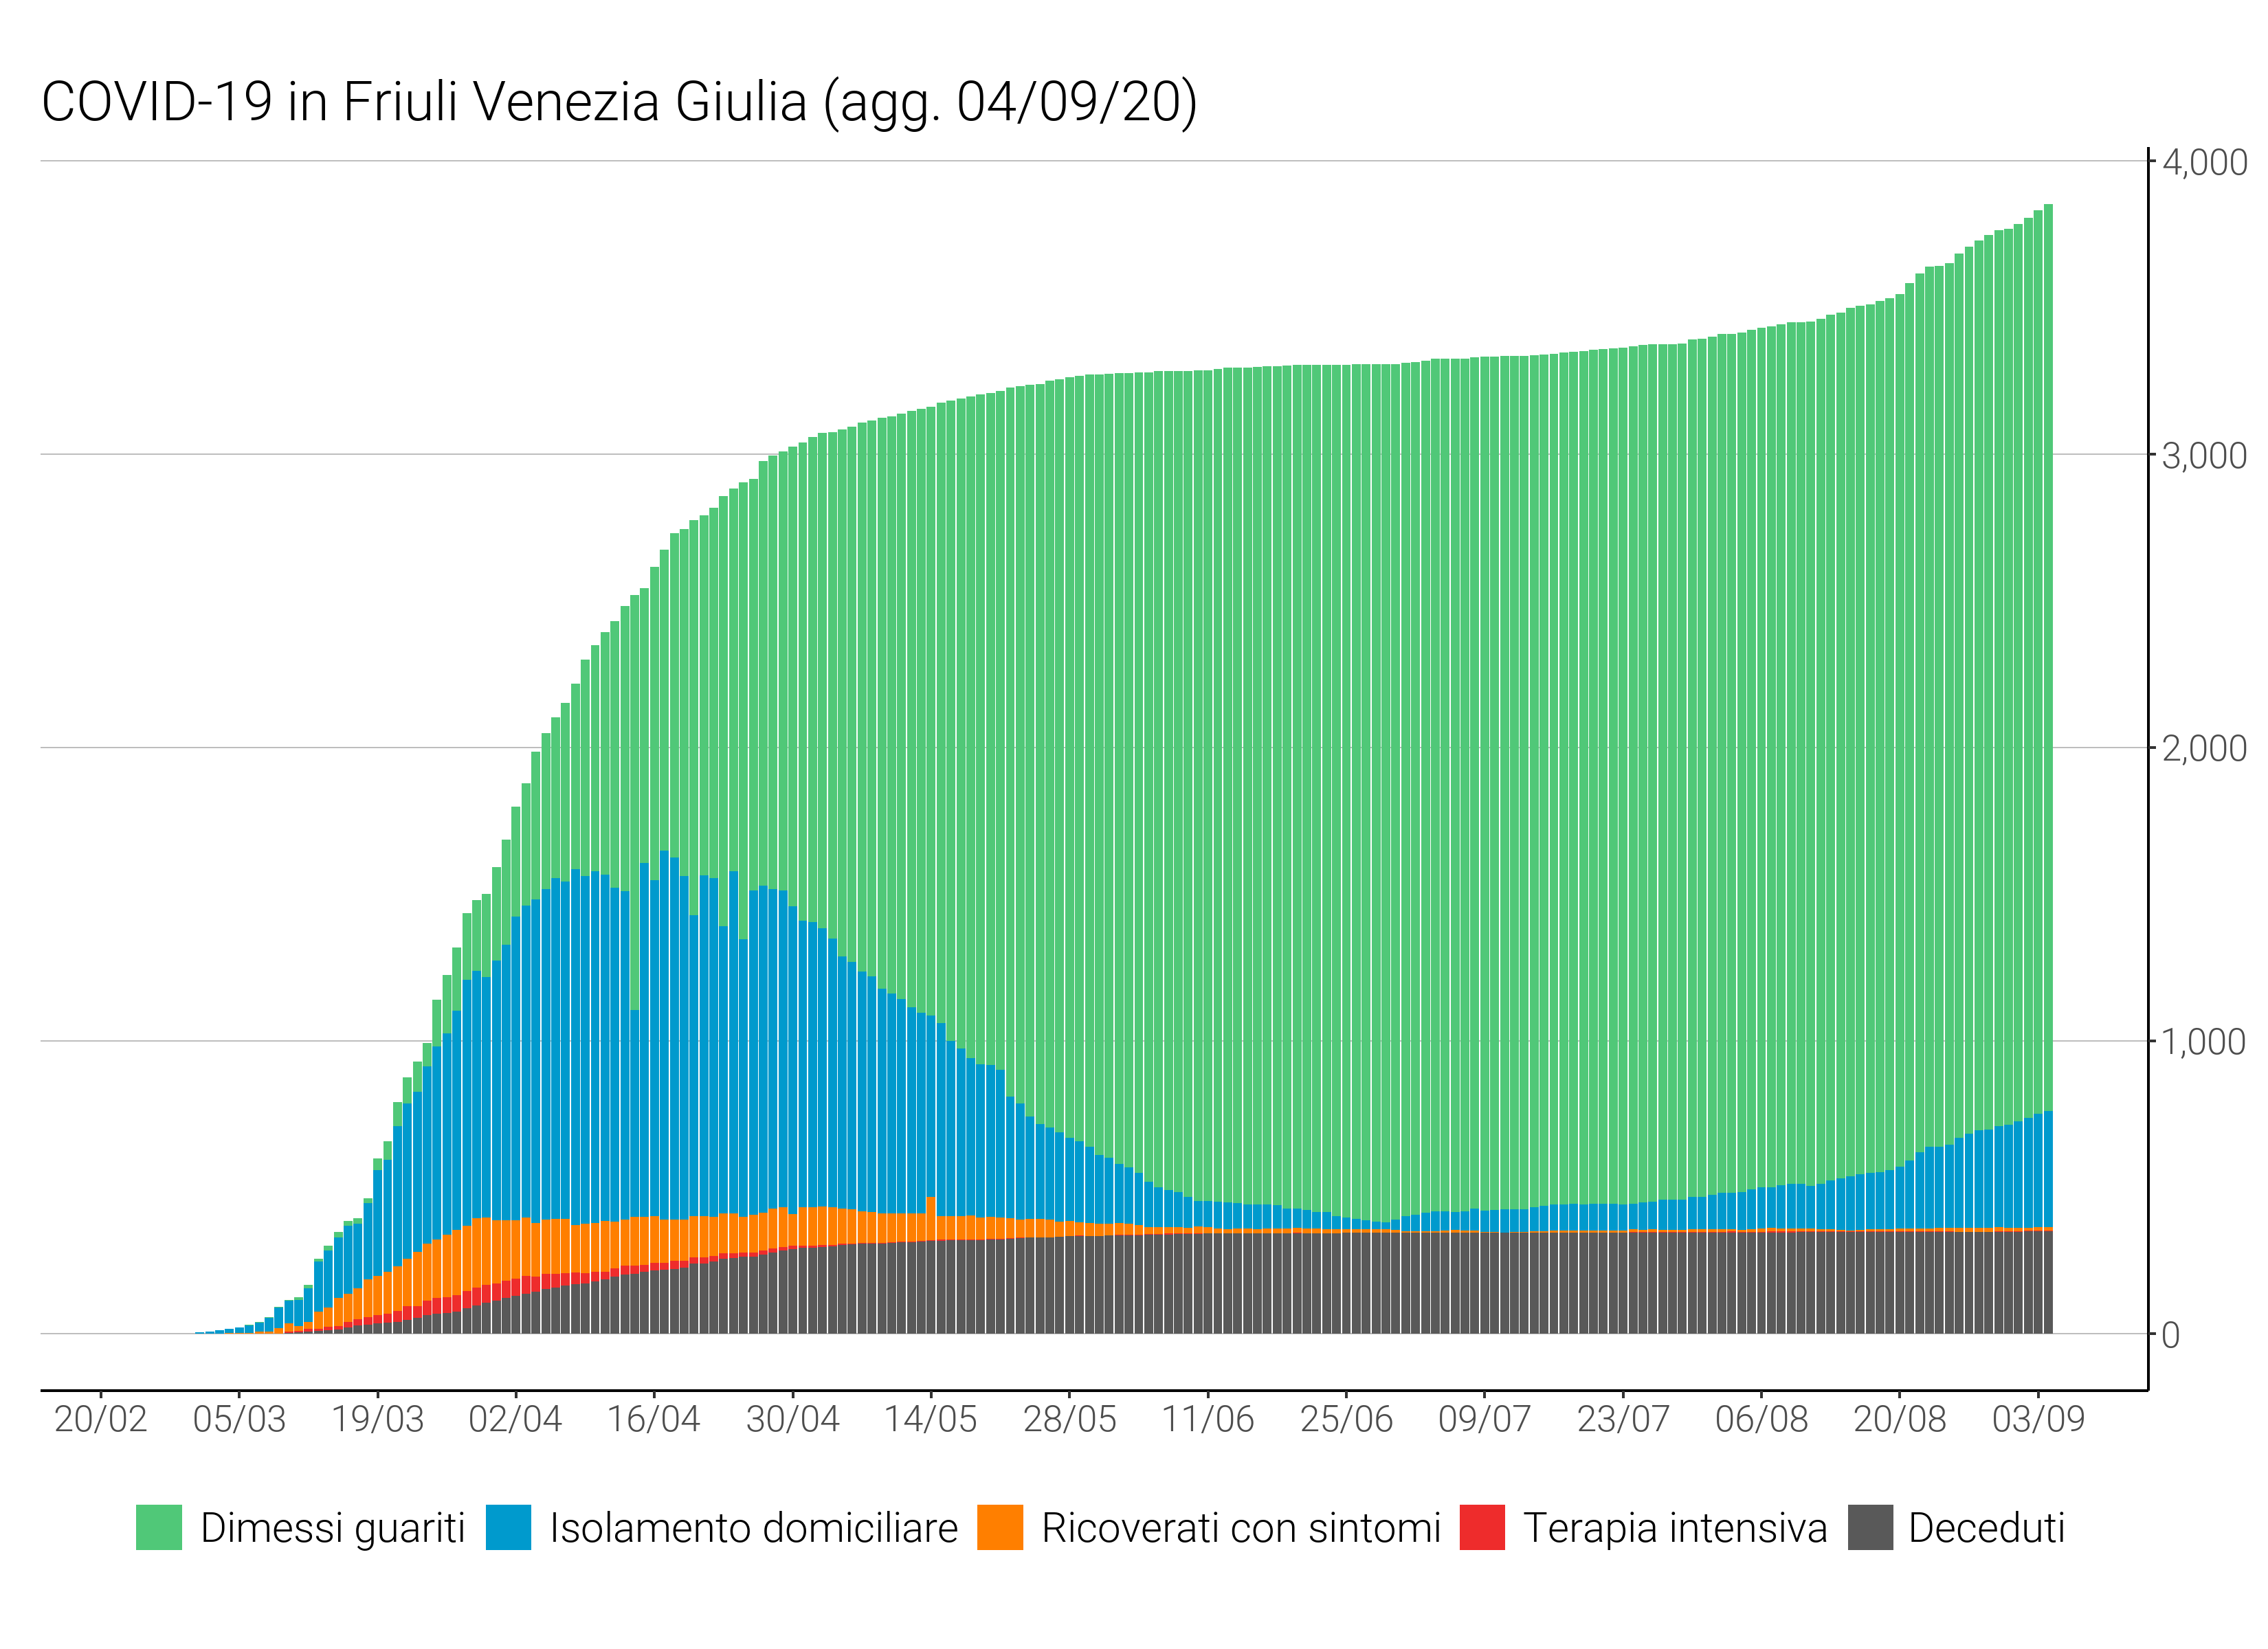 COVID-19 in Friuli Venezia Giulia (agg. 04/09/20)
4,000
3,000
2,000
1,000
0
20/02 05/03 19/03 02/04 16/04 30/04 14/05 28/05 11/06 25/06 09/07 23/07 06/08 20/08 03/09
Dimessi guariti Isolamento domiciliare Ricoverati con sintomi Terapia intensiva Deceduti